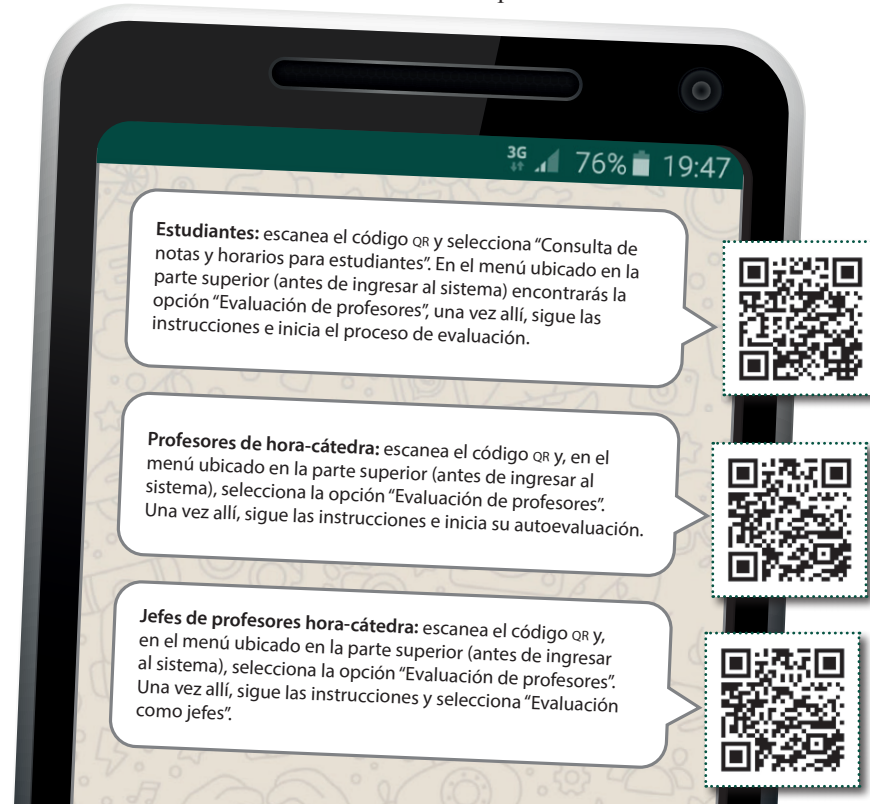 3G 76% 19:47
Estudiantes: escanea el código QR y selecciona “Consulta de
notas y horarios para estudiantes”. En el menú ubicado en la
parte superior (antes de ingresar al sistema) encontrarás la
opción “Evaluación de profesores”, una vez allí, sigue las
instrucciones e inicia el proceso de evaluación.
Profesores de hora-cátedra: escanea el código QR y, en el
menú ubicado en la parte superior (antes de ingresar al
sistema), selecciona la opción “Evaluación de profesores”.
Una vez allí, sigue las instrucciones e inicia su autoevaluación.
Jefes de profesores hora-cátedra: escanea el código QR y,
en el menú ubicado en la parte superior (antes de ingresar
al sistema), selecciona la opción “Evaluación de profesores”.
Una vez allí, sigue las instrucciones y selecciona “Evaluación
como jefes”.